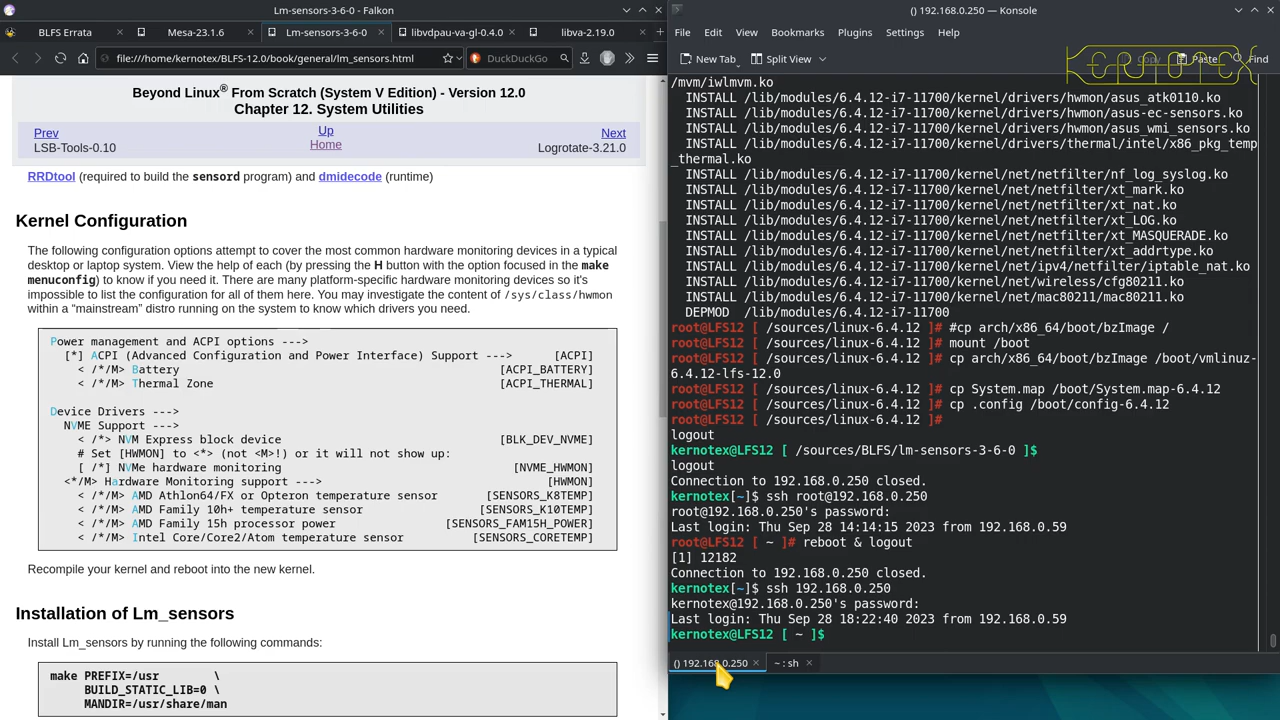 Lm-sensors-3-6-0 - Falkon
BLFS Errata
Mesa-23.1.6
Lm-sensors-3-6-0
libvdpau-va-gl-0.4.0
libva-2.19.0
file:///home/kernotex/BLFS-12.0/book/general/lm_sensors.html
DuckDuckGo
Beyond Linux® From Scratch (System V Edition) - Version 12.0
Chapter 12. System Utilities
Prev
Up
Next
LSB-Tools-0.10
Home
Logrotate-3.21.0
RRDtool (required to build the sensord program) and dmidecode (runtime)
Kernel Configuration
The following configuration options attempt to cover the most common hardware monitoring devices in a typical
desktop or laptop system. View the help of each (by pressing the H button with the option focused in the make
menuconfig) to know if you need it. There are many platform-specific hardware monitoring devices so it's
impossible to list the configuration for all of them here. You may investigate the content of /sys/class/hwmon
within a “mainstream” distro running on the system to know which drivers you need.
Power management and ACPI options --->
[*] ACPI (Advanced Configuration and Power Interface) Support ---> [ACPI]
< /*/M> Battery [ACPI_BATTERY]
< /*/M> Thermal Zone [ACPI_THERMAL]
Device Drivers --->
NVME Support --->
< /*> NVM Express block device [BLK_DEV_NVME]
# Set [HWMON] to <*> (not <M>!) or it will not show up:
[ /*] NVMe hardware monitoring [NVME_HWMON]
<*/M> Hardware Monitoring support ---> [HWMON]
< /*/M> AMD Athlon64/FX or Opteron temperature sensor [SENSORS_K8TEMP]
< /*/M> AMD Family 10h+ temperature sensor [SENSORS_K10TEMP]
< /*/M> AMD Family 15h processor power [SENSORS_FAM15H_POWER]
< /*/M> Intel Core/Core2/Atom temperature sensor [SENSORS_CORETEMP]
Recompile your kernel and reboot into the new kernel.
Installation of Lm_sensors
Install Lm_sensors by running the following commands:
make PREFIX=/usr \
BUILD_STATIC_LIB=0 \
MANDIR=/usr/share/man
() 192.168.0.250 — Konsole
File Edit View Bookmarks Plugins Settings Help
New Tab Split View Copy Paste Find
KERNOTEX
/mvm/iwlmvm.ko
INSTALL /lib/modules/6.4.12-i7-11700/kernel/drivers/hwmon/asus_atk0110.ko
INSTALL /lib/modules/6.4.12-i7-11700/kernel/drivers/hwmon/asus-ec-sensors.ko
INSTALL /lib/modules/6.4.12-i7-11700/kernel/drivers/hwmon/asus_wmi_sensors.ko
INSTALL /lib/modules/6.4.12-i7-11700/kernel/drivers/thermal/intel/x86_pkg_temp
_thermal.ko
INSTALL /lib/modules/6.4.12-i7-11700/kernel/net/netfilter/nf_log_syslog.ko
INSTALL /lib/modules/6.4.12-i7-11700/kernel/net/netfilter/xt_mark.ko
INSTALL /lib/modules/6.4.12-i7-11700/kernel/net/netfilter/xt_nat.ko
INSTALL /lib/modules/6.4.12-i7-11700/kernel/net/netfilter/xt_LOG.ko
INSTALL /lib/modules/6.4.12-i7-11700/kernel/net/netfilter/xt_MASQUERADE.ko
INSTALL /lib/modules/6.4.12-i7-11700/kernel/net/netfilter/xt_addrtype.ko
INSTALL /lib/modules/6.4.12-i7-11700/kernel/net/ipv4/netfilter/iptable_nat.ko
INSTALL /lib/modules/6.4.12-i7-11700/kernel/net/wireless/cfg80211.ko
INSTALL /lib/modules/6.4.12-i7-11700/kernel/net/mac80211/mac80211.ko
DEPMOD /lib/modules/6.4.12-i7-11700
root@LFS12 [ /sources/linux-6.4.12 ]# #cp arch/x86_64/boot/bzImage /
root@LFS12 [ /sources/linux-6.4.12 ]# mount /boot
root@LFS12 [ /sources/linux-6.4.12 ]# cp arch/x86_64/boot/bzImage /boot/vmlinuz-
6.4.12-lfs-12.0
root@LFS12 [ /sources/linux-6.4.12 ]# cp System.map /boot/System.map-6.4.12
root@LFS12 [ /sources/linux-6.4.12 ]# cp .config /boot/config-6.4.12
root@LFS12 [ /sources/linux-6.4.12 ]#
logout
kernotex@LFS12 [ /sources/BLFS/lm-sensors-3-6-0 ]$
logout
Connection to 192.168.0.250 closed.
kernotex[~]$ ssh root@192.168.0.250
root@192.168.0.250's password:
Last login: Thu Sep 28 14:14:15 2023 from 192.168.0.59
root@LFS12 [ ~ ]# reboot & logout
[1] 12182
Connection to 192.168.0.250 closed.
kernotex[~]$ ssh 192.168.0.250
kernotex@192.168.0.250's password:
Last login: Thu Sep 28 18:22:40 2023 from 192.168.0.59
kernotex@LFS12 [ ~ ]$
() 192.168.0.250
~ : sh